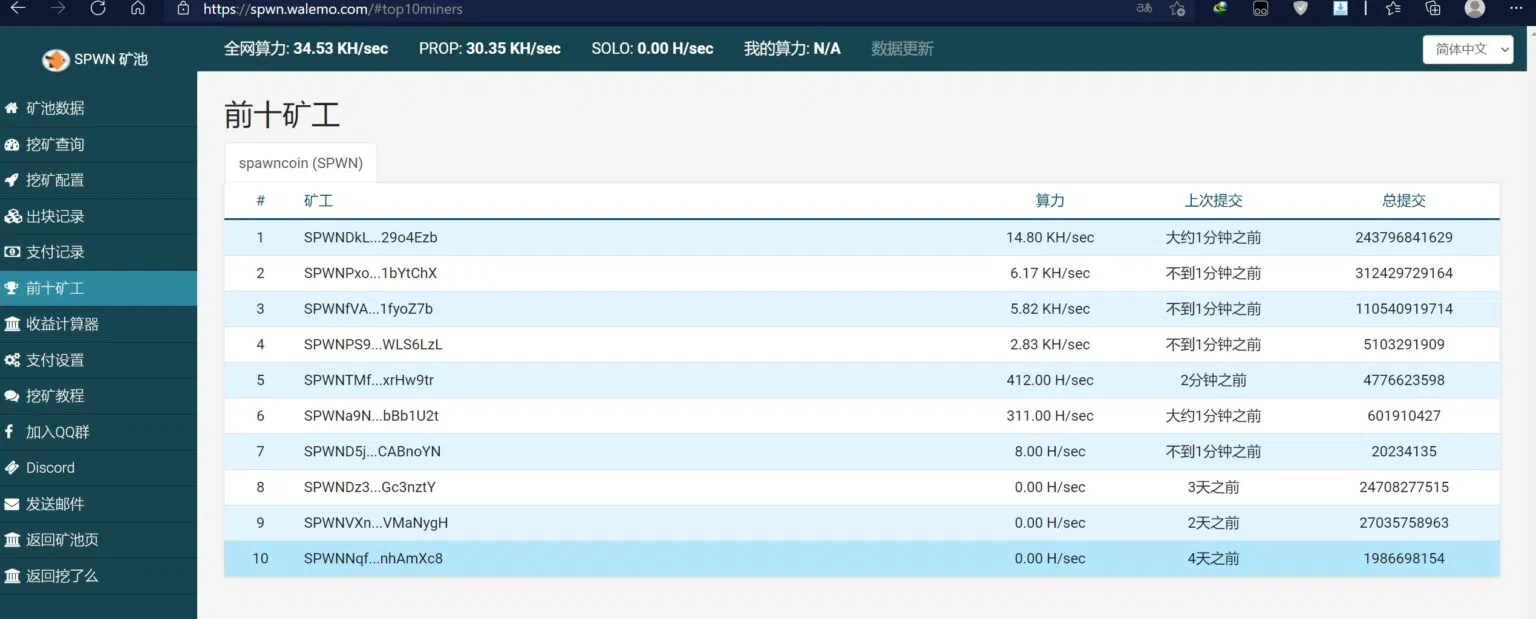 https://spwn.walemo.com/#top10miners
SPWN 矿池
全网算力: 34.53 KH/sec PROP: 30.35 KH/sec SOLO: 0.00 H/sec 我的算力: N/A 数据更新
简体中文
矿池数据
挖矿查询
挖矿配置
出块记录
支付记录
前十矿工
收益计算器
支付设置
挖矿教程
加入QQ群
Discord
发送邮件
返回矿池页
返回挖了么
前十矿工
spawncoin (SPWN)
# 矿工 算力 上次提交 总提交
1 SPWNDkL...29o4Ezb 14.80 KH/sec 大约1分钟之前 243796841629
2 SPWNPxo...1bYtChX 6.17 KH/sec 不到1分钟之前 312429729164
3 SPWNfVA...1fyoZ7b 5.82 KH/sec 不到1分钟之前 110540919714
4 SPWNPS9...WLS6LzL 2.83 KH/sec 不到1分钟之前 5103291909
5 SPWNTMf...xrHw9tr 412.00 H/sec 2分钟之前 4776623598
6 SPWNa9N...bBb1U2t 311.00 H/sec 大约1分钟之前 601910427
7 SPWND5j...CABnoYN 8.00 H/sec 不到1分钟之前 20234135
8 SPWNDz3...Gc3nztY 0.00 H/sec 3天之前 24708277515
9 SPWNVXn...VMaNygH 0.00 H/sec 2天之前 27035758963
10 SPWNNqf...nhAmXc8 0.00 H/sec 4天之前 1986698154